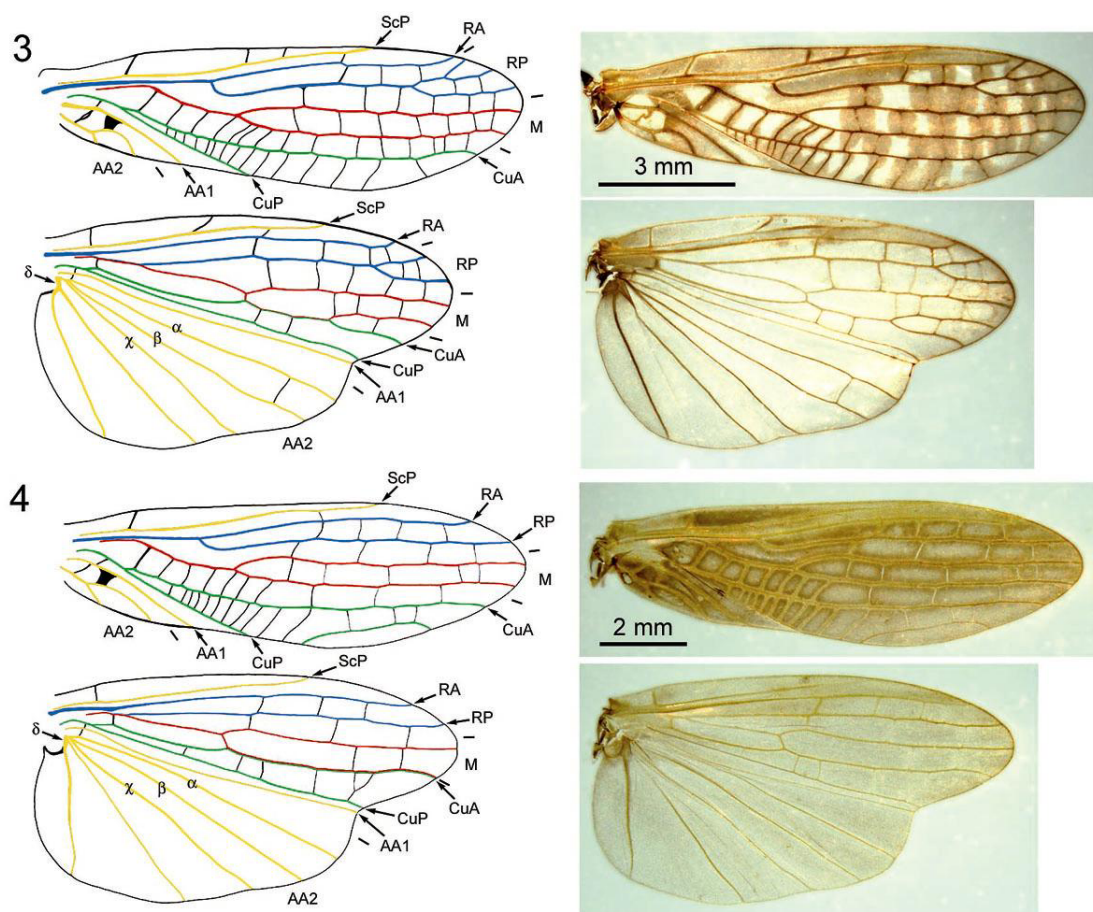 3
ScP
RA
RP
M
CuA
CuP
AA1
AA2
3 mm
ScP
RA
RP
M
CuA
CuP
AA1
AA2
δ
χ
β
α
4
ScP
RA
RP
M
CuA
CuP
AA1
AA2
2 mm
ScP
RA
RP
M
CuA
CuP
AA1
AA2
δ
χ
β
α